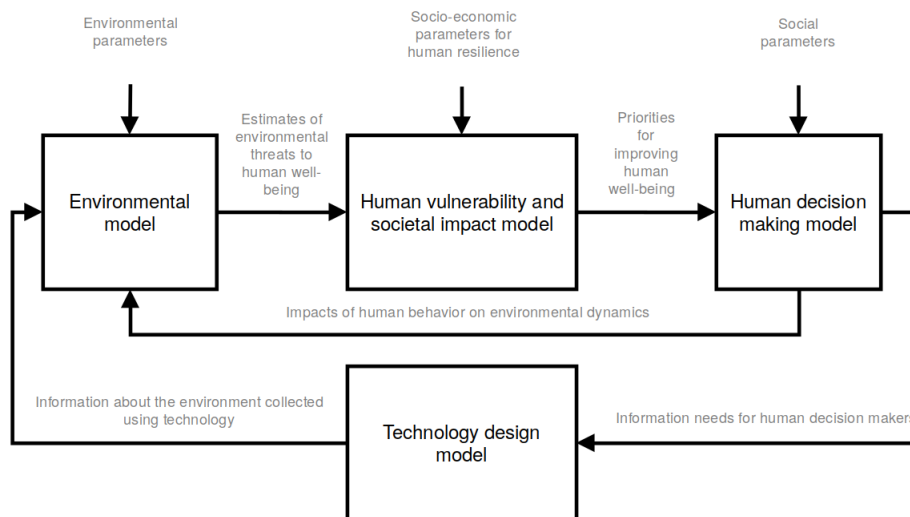 Environmental
parameters
Socio-economic
parameters for
human resilience
Social
parameters
Estimates of
environmental
threats to
human well-
being
Priorities
for
improving
human
well-being
Environmental
model
Human vulnerability and
societal impact model
Human decision
making model
Impacts of human behavior on environmental dynamics
Information about the environment collected
using technology
Technology design
model
Information needs for human decision makers